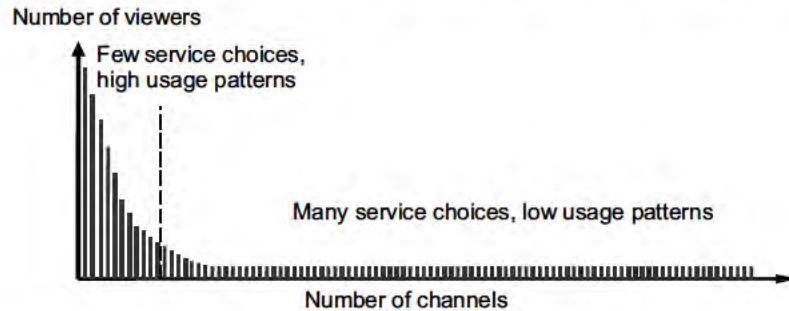 Number of viewers
Few service choices,
high usage patterns
Many service choices, low usage patterns
Number of channels